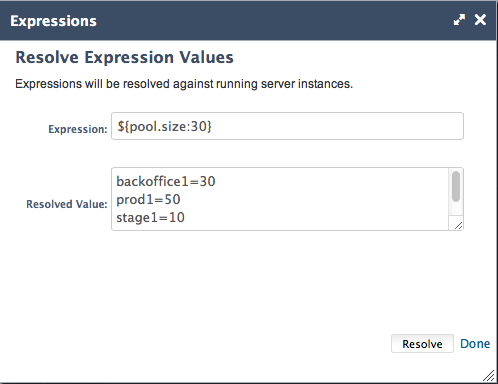 Expressions
Resolve Expression Values
Expressions will be resolved against running server instances.
Expression: ${pool.size:30}
Resolved Value: backoffice1=30
prod1=50
stage1=10
Resolve Done